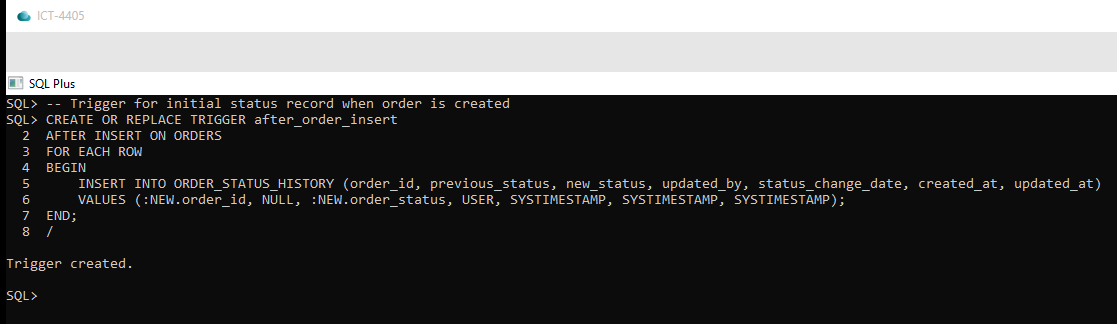 ICT-4405
SQL Plus
SQL> -- Trigger for initial status record when order is created
SQL> CREATE OR REPLACE TRIGGER after_order_insert
  2  AFTER INSERT ON ORDERS
  3  FOR EACH ROW
  4  BEGIN
  5      INSERT INTO ORDER_STATUS_HISTORY (order_id, previous_status, new_status, updated_by, status_change_date, created_at, updated_at)
  6      VALUES (:NEW.order_id, NULL, :NEW.order_status, USER, SYSTIMESTAMP, SYSTIMESTAMP, SYSTIMESTAMP);
  7  END;
  8  /
Trigger created.
SQL>